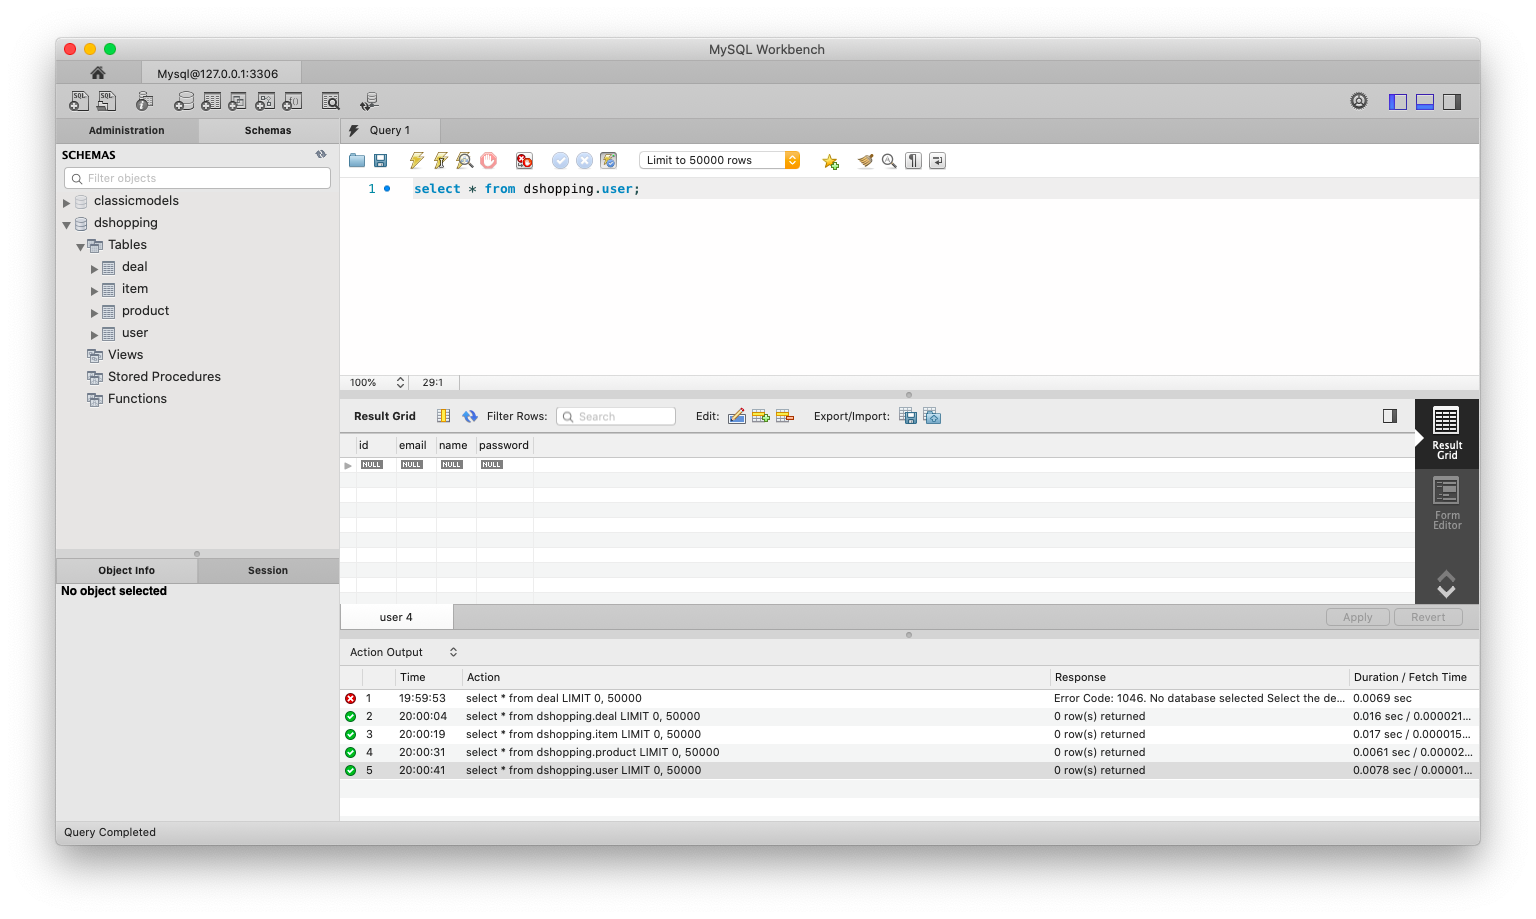 MySQL Workbench
Mysql@127.0.0.1:3306
Administration
Schemas
Query 1
SCHEMAS
Filter objects
classicmodels
dshopping
Tables
deal
item
product
user
Views
Stored Procedures
Functions
Limit to 50000 rows
1
select * from dshopping.user;
100%
29:1
Result Grid
Filter Rows:
Search
Edit:
Export/Import:
id email name password
NULL NULL NULL NULL
Result
Grid
Form
Editor
Object Info
Session
No object selected
user 4
Apply
Revert
Action Output
Time Action Response Duration / Fetch Time
1 19:59:53 select * from deal LIMIT 0, 50000 Error Code: 1046. No database selected Select the de... 0.0069 sec
2 20:00:04 select * from dshopping.deal LIMIT 0, 50000 0 row(s) returned 0.016 sec / 0.000021...
3 20:00:19 select * from dshopping.item LIMIT 0, 50000 0 row(s) returned 0.017 sec / 0.000015...
4 20:00:31 select * from dshopping.product LIMIT 0, 50000 0 row(s) returned 0.0061 sec / 0.00002...
5 20:00:41 select * from dshopping.user LIMIT 0, 50000 0 row(s) returned 0.0078 sec / 0.00001...
Query Completed